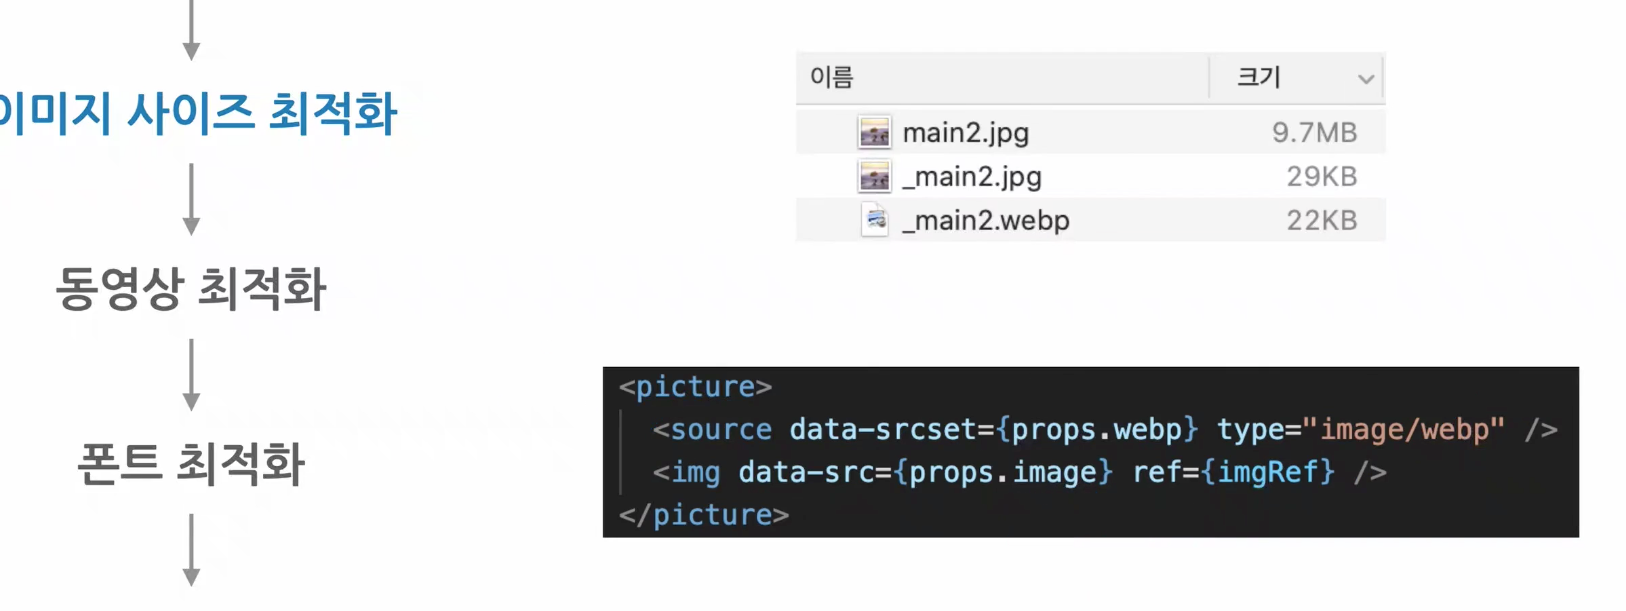 이미지 사이즈 최적화
동영상 최적화
폰트 최적화
이름 크기
main2.jpg 9.7MB
_main2.jpg 29KB
_main2.webp 22KB
<picture>
<source data-srcset={props.webp} type="image/webp" />
<img data-src={props.image} ref={imgRef} />
</picture>